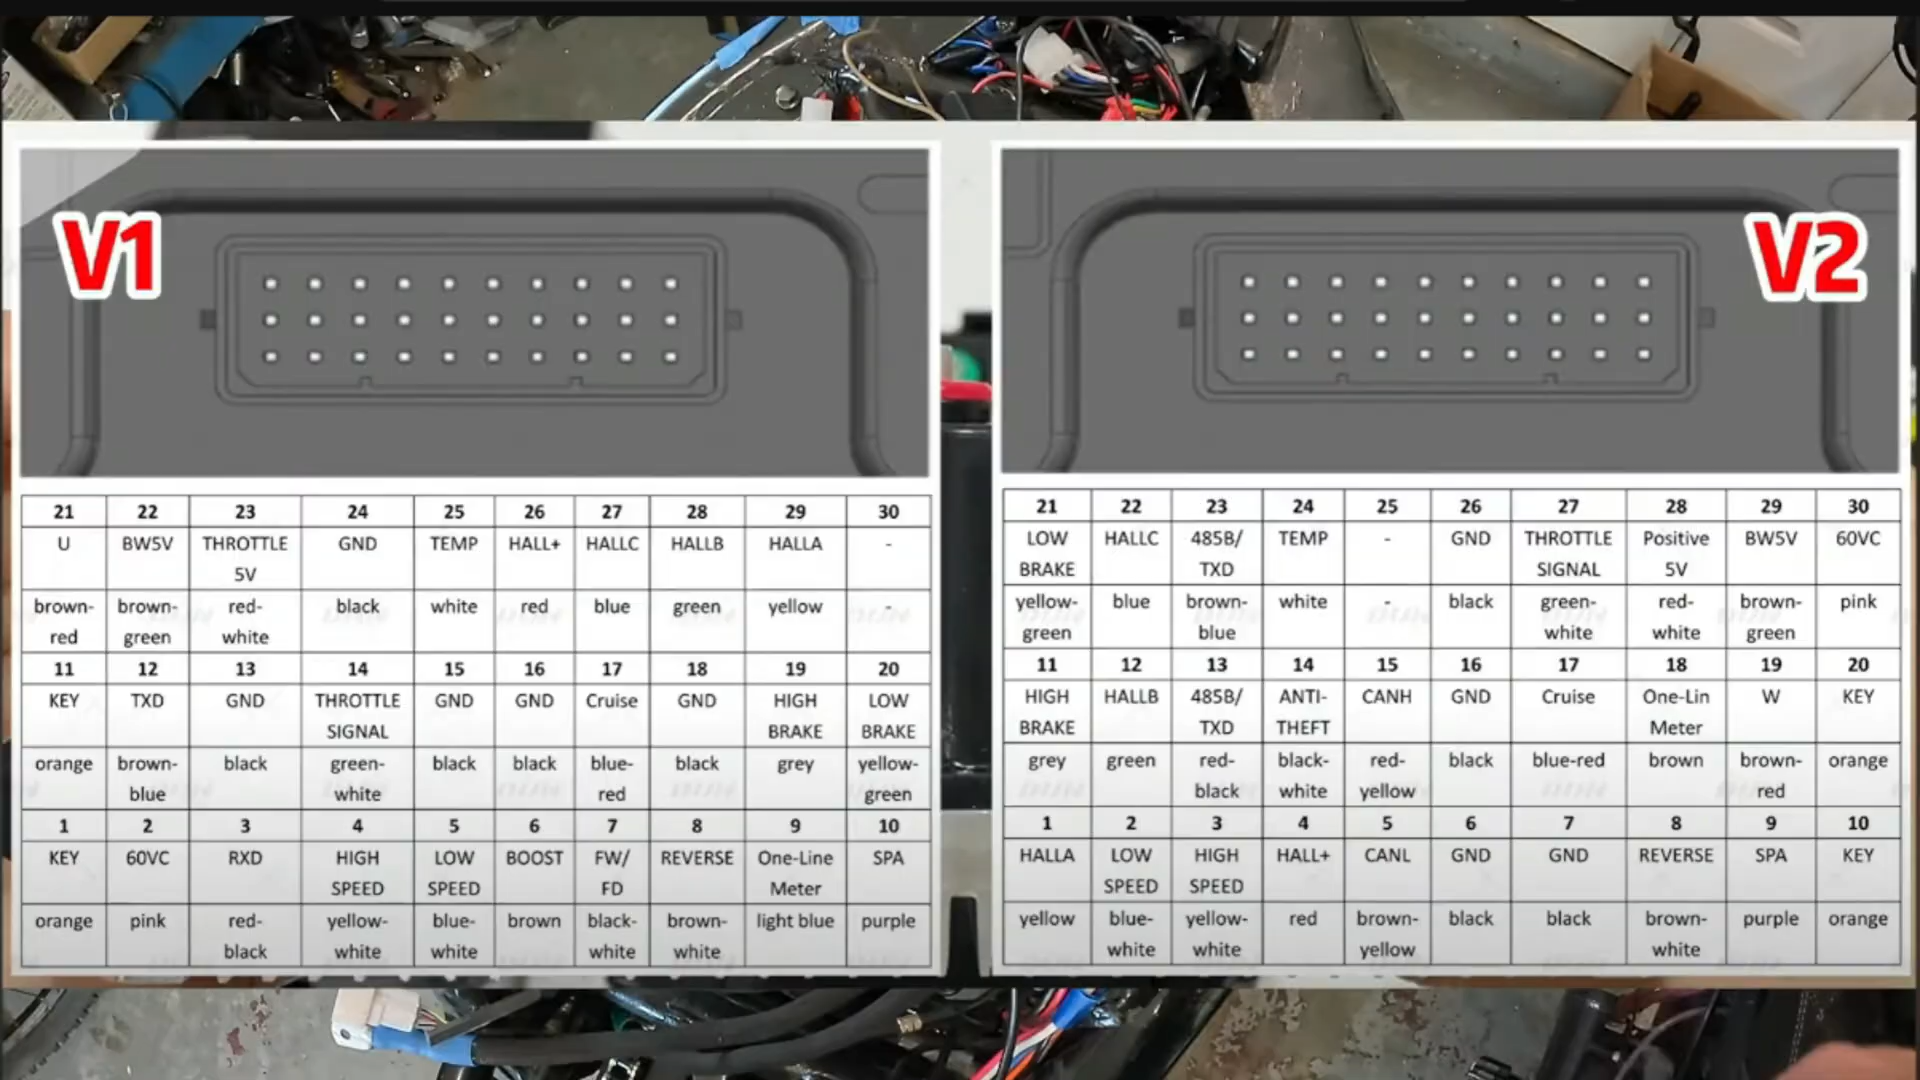 V1
21 22 23 24 25 26 27 28 29 30
U BW5V THROTTLE 5V GND TEMP HALL+ HALLC HALLB HALLA -
brown-red brown-green red-white black white red blue green yellow -
11 12 13 14 15 16 17 18 19 20
KEY TXD GND THROTTLE SIGNAL GND GND Cruise GND HIGH BRAKE LOW BRAKE
orange brown-blue black green-white black black blue-red black grey yellow-green
1 2 3 4 5 6 7 8 9 10
KEY 60VC RXD HIGH SPEED LOW SPEED BOOST FW/FD REVERSE One-Line Meter SPA
orange pink red-black yellow-white blue-white brown black-white brown-white light blue purple
V2
21 22 23 24 25 26 27 28 29 30
LOW BRAKE HALLC 485B/TXD TEMP - GND THROTTLE SIGNAL Positive 5V BW5V 60VC
yellow-green blue brown-blue white - black green-white red-white brown-green pink
11 12 13 14 15 16 17 18 19 20
HIGH BRAKE HALLB 485B/TXD ANTI-THEFT CANH GND Cruise One-Lin Meter W KEY
grey green red-black black-white red-yellow black blue-red brown brown-red orange
1 2 3 4 5 6 7 8 9 10
HALLA LOW SPEED HIGH SPEED HALL+ CANL GND GND REVERSE SPA KEY
yellow blue-white yellow-white red brown-yellow black black brown-white purple orange